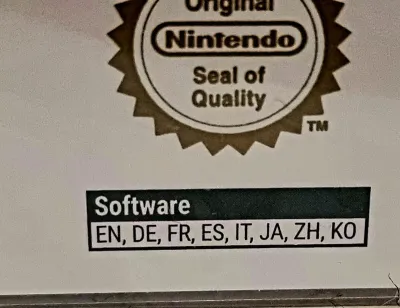 Original
Nintendo
Seal of
Quality
TM
Software
EN, DE, FR, ES, IT, JA, ZH, KO